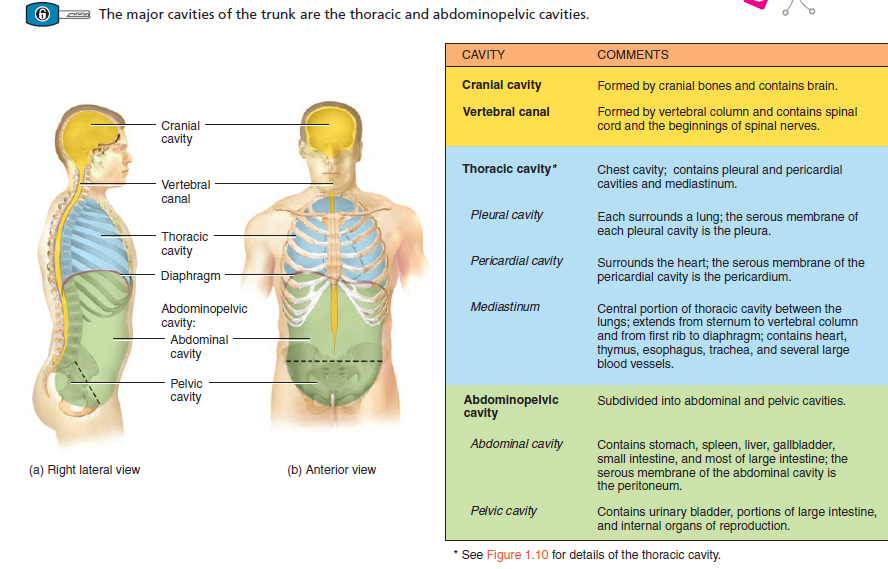 6 The major cavities of the trunk are the thoracic and abdominopelvic cavities.
Cranial
cavity
Vertebral
canal
Thoracic
cavity
Diaphragm
Abdominopelvic
cavity:
Abdominal
cavity
Pelvic
cavity
(a) Right lateral view
(b) Anterior view
CAVITY COMMENTS
Cranial cavity Formed by cranial bones and contains brain.
Vertebral canal Formed by vertebral column and contains spinal
cord and the beginnings of spinal nerves.
Thoracic cavity* Chest cavity; contains pleural and pericardial
cavities and mediastinum.
Pleural cavity Each surrounds a lung; the serous membrane of
each pleural cavity is the pleura.
Pericardial cavity Surrounds the heart; the serous membrane of the
pericardial cavity is the pericardium.
Mediastinum Central portion of thoracic cavity between the
lungs; extends from sternum to vertebral column
and from first rib to diaphragm; contains heart,
thymus, esophagus, trachea, and several large
blood vessels.
Abdominopelvic Subdivided into abdominal and pelvic cavities.
cavity
Abdominal cavity Contains stomach, spleen, liver, gallbladder,
small intestine, and most of large intestine; the
serous membrane of the abdominal cavity is
the peritoneum.
Pelvic cavity Contains urinary bladder, portions of large intestine,
and internal organs of reproduction.
* See Figure 1.10 for details of the thoracic cavity.